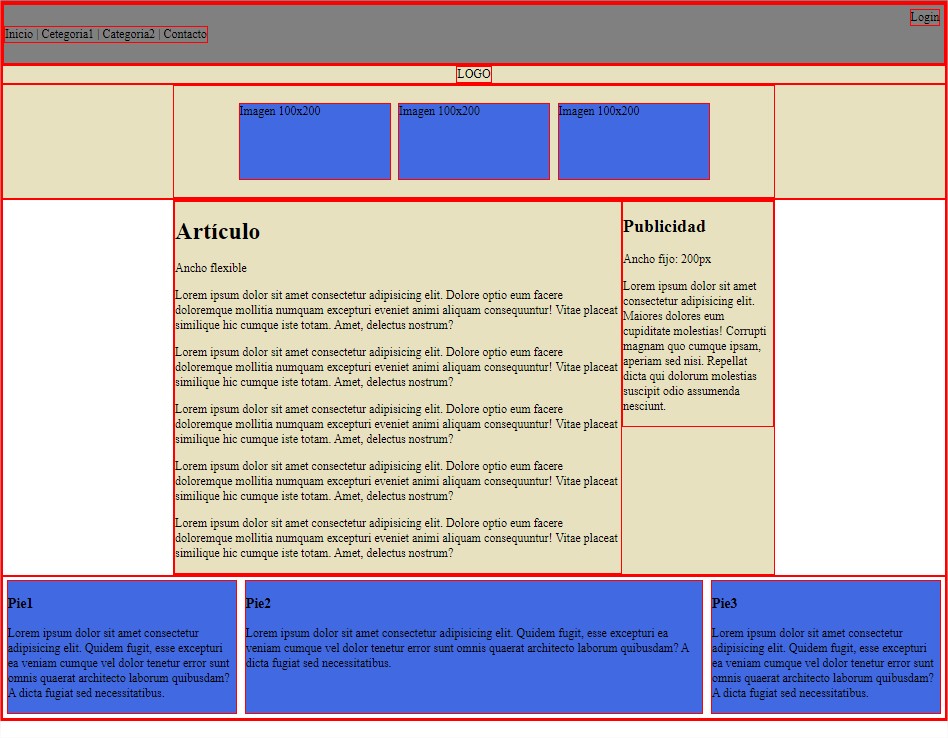 Login
Inicio | Cetegoria1 | Categoria2 | Contacto
LOGO
Imagen 100x200
Imagen 100x200
Imagen 100x200
Artículo
Ancho flexible
Lorem ipsum dolor sit amet consectetur adipisicing elit. Dolore optio eum facere
doloremque mollitia numquam excepturi eveniet animi aliquam consequuntur! Vitae placeat
similique hic cumque iste totam. Amet, delectus nostrum?
Lorem ipsum dolor sit amet consectetur adipisicing elit. Dolore optio eum facere
doloremque mollitia numquam excepturi eveniet animi aliquam consequuntur! Vitae placeat
similique hic cumque iste totam. Amet, delectus nostrum?
Lorem ipsum dolor sit amet consectetur adipisicing elit. Dolore optio eum facere
doloremque mollitia numquam excepturi eveniet animi aliquam consequuntur! Vitae placeat
similique hic cumque iste totam. Amet, delectus nostrum?
Lorem ipsum dolor sit amet consectetur adipisicing elit. Dolore optio eum facere
doloremque mollitia numquam excepturi eveniet animi aliquam consequuntur! Vitae placeat
similique hic cumque iste totam. Amet, delectus nostrum?
Lorem ipsum dolor sit amet consectetur adipisicing elit. Dolore optio eum facere
doloremque mollitia numquam excepturi eveniet animi aliquam consequuntur! Vitae placeat
similique hic cumque iste totam. Amet, delectus nostrum?
Publicidad
Ancho fijo: 200px
Lorem ipsum dolor sit amet
consectetur adipisicing elit.
Maiores dolores eum
cupiditate molestias! Corrupti
magnam quo cumque ipsam,
aperiam sed nisi. Repellat
dicta qui dolorum molestias
suscipit odio assumenda
nesciunt.
Pie1
Lorem ipsum dolor sit amet consectetur
adipisicing elit. Quidem fugit, esse excepturi
ea veniam cumque vel dolor tenetur error sunt
omnis quaerat architecto laborum quibusdam?
A dicta fugiat sed necessitatibus.
Pie2
Lorem ipsum dolor sit amet consectetur adipisicing elit. Quidem fugit, esse excepturi ea
veniam cumque vel dolor tenetur error sunt omnis quaerat architecto laborum quibusdam? A
dicta fugiat sed necessitatibus.
Pie3
Lorem ipsum dolor sit amet consectetur
adipisicing elit. Quidem fugit, esse excepturi
ea veniam cumque vel dolor tenetur error sunt
omnis quaerat architecto laborum quibusdam?
A dicta fugiat sed necessitatibus.